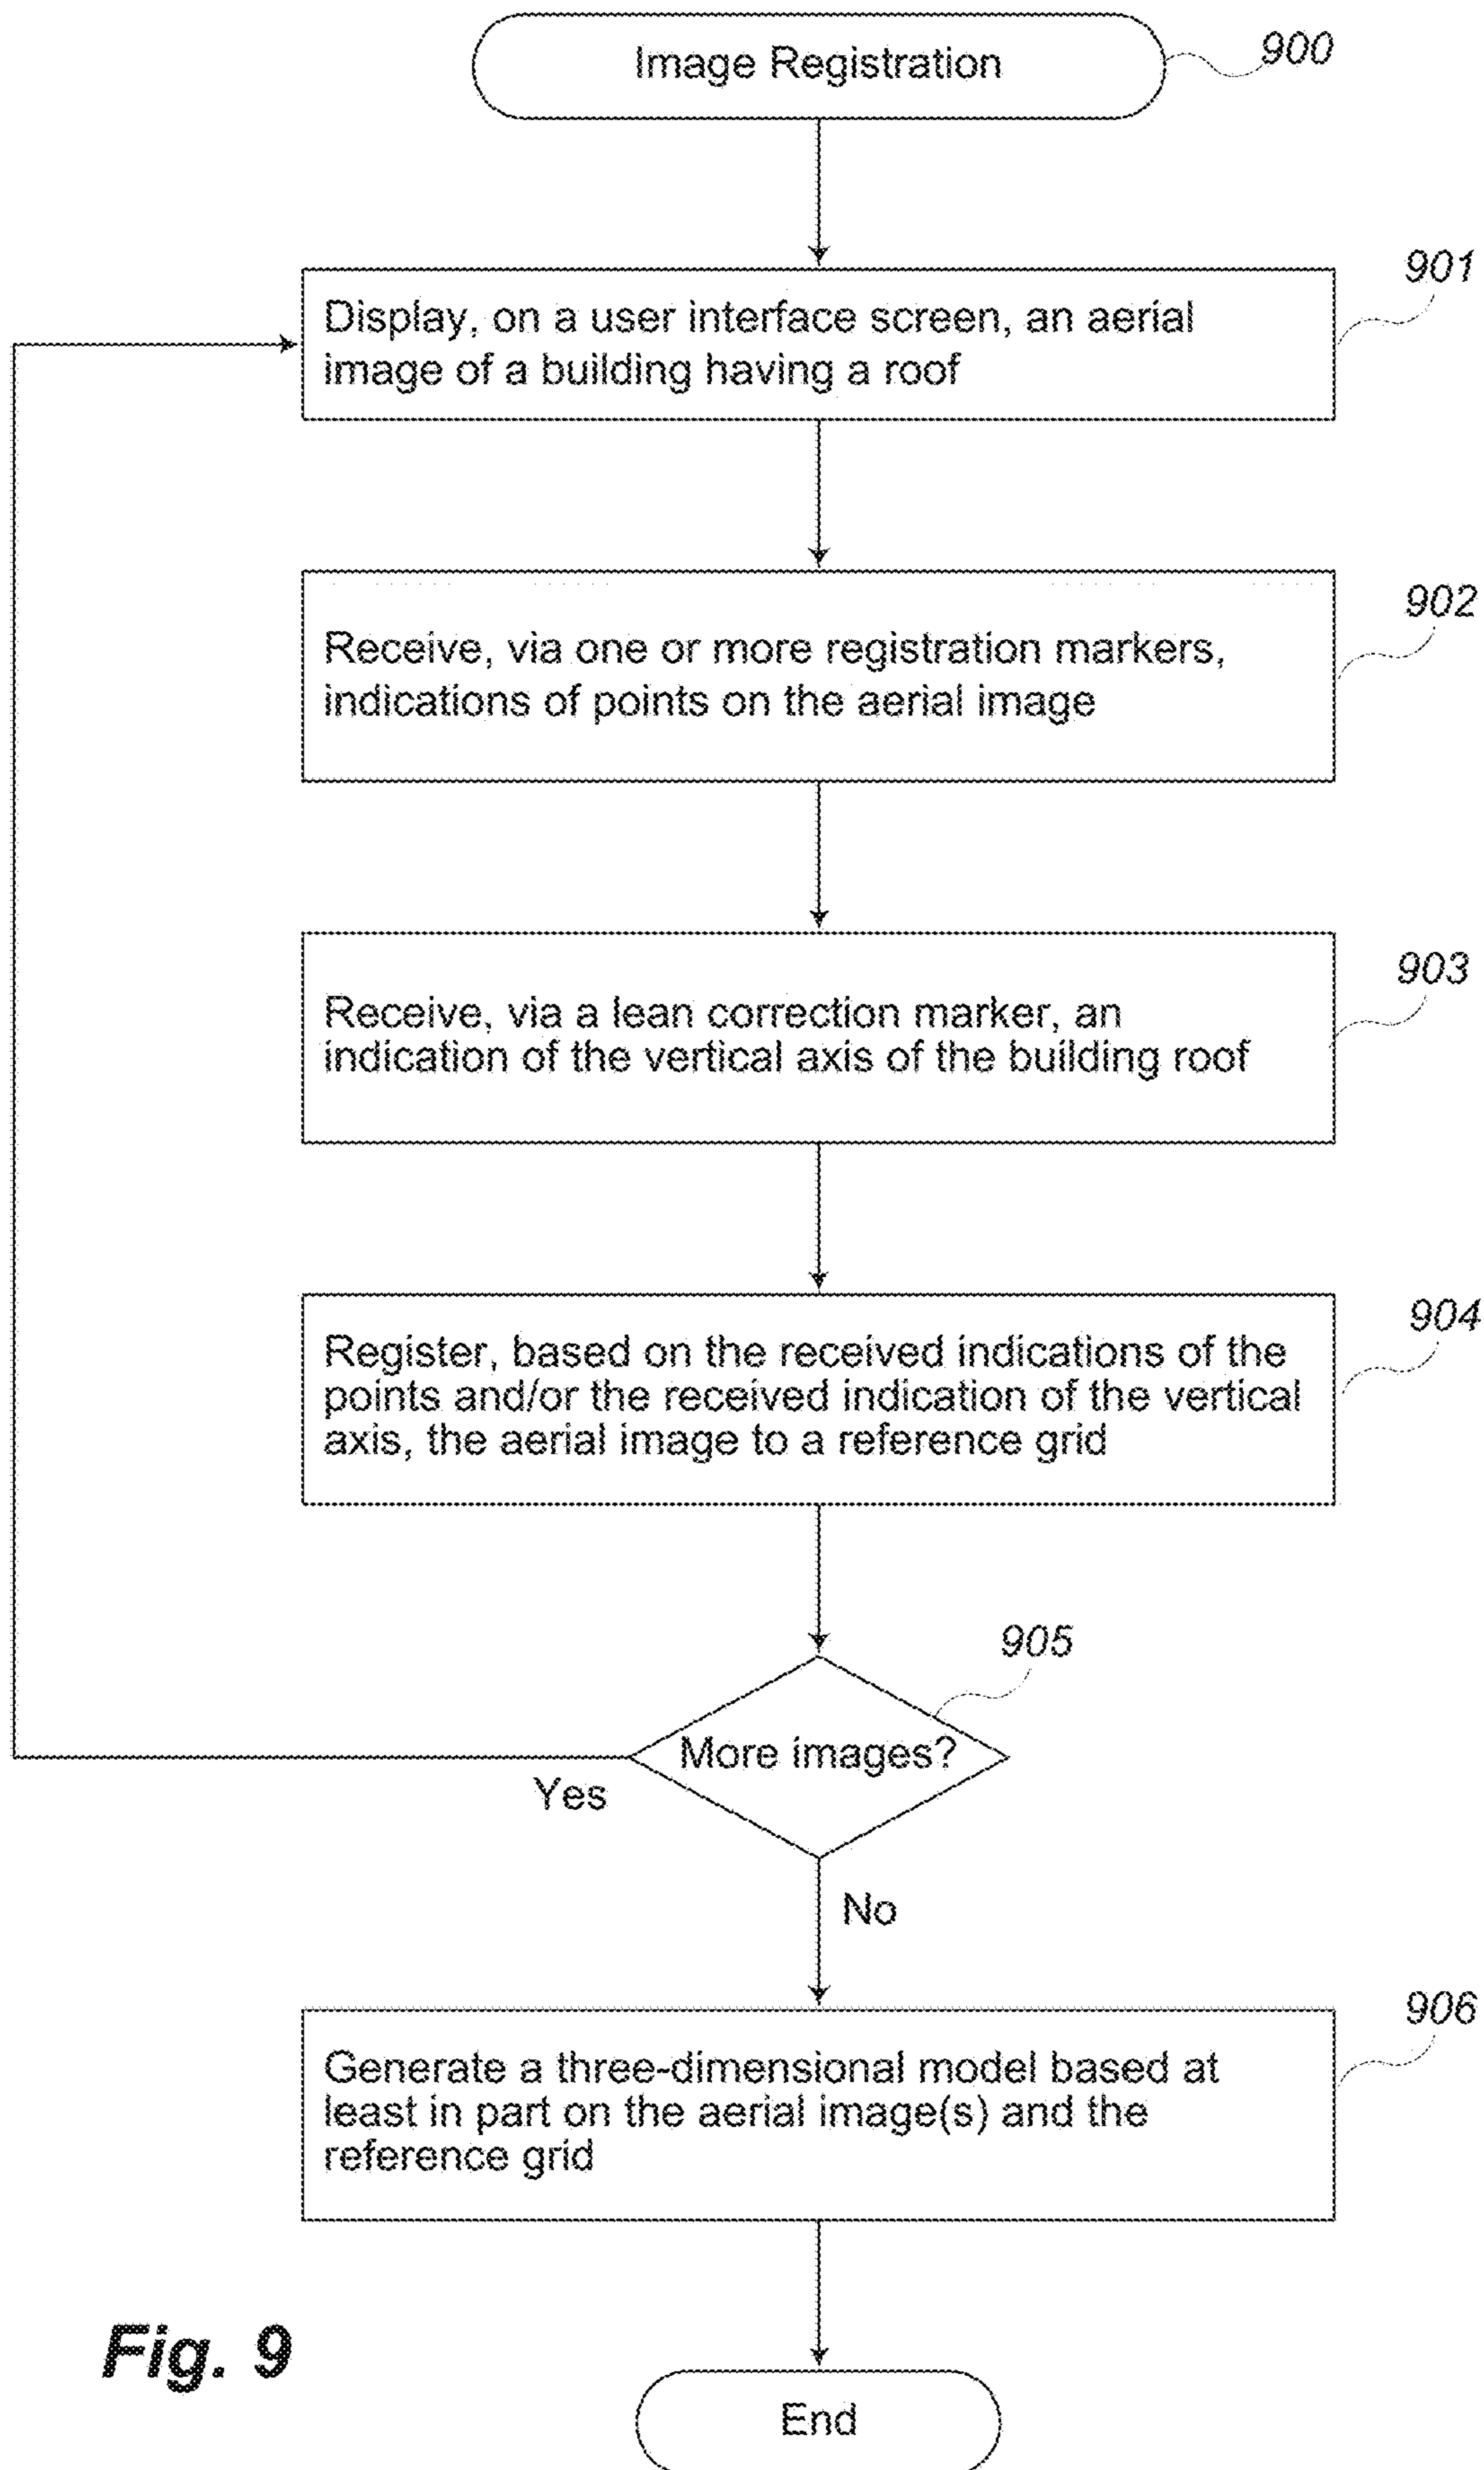 Image Registration
900
901
Display, on a user interface screen, an aerial
image of a building having a roof
902
Receive, via one or more registration markers,
indications of points on the aerial image
903
Receive, via a lean correction marker, an
indication of the vertical axis of the building roof
904
Register, based on the received indications of the
points and/or the received indication of the vertical
axis, the aerial image to a reference grid
905
More images?
Yes
No
906
Generate a three-dimensional model based at
least in part on the aerial image(s) and the
reference grid
Fig. 9
End